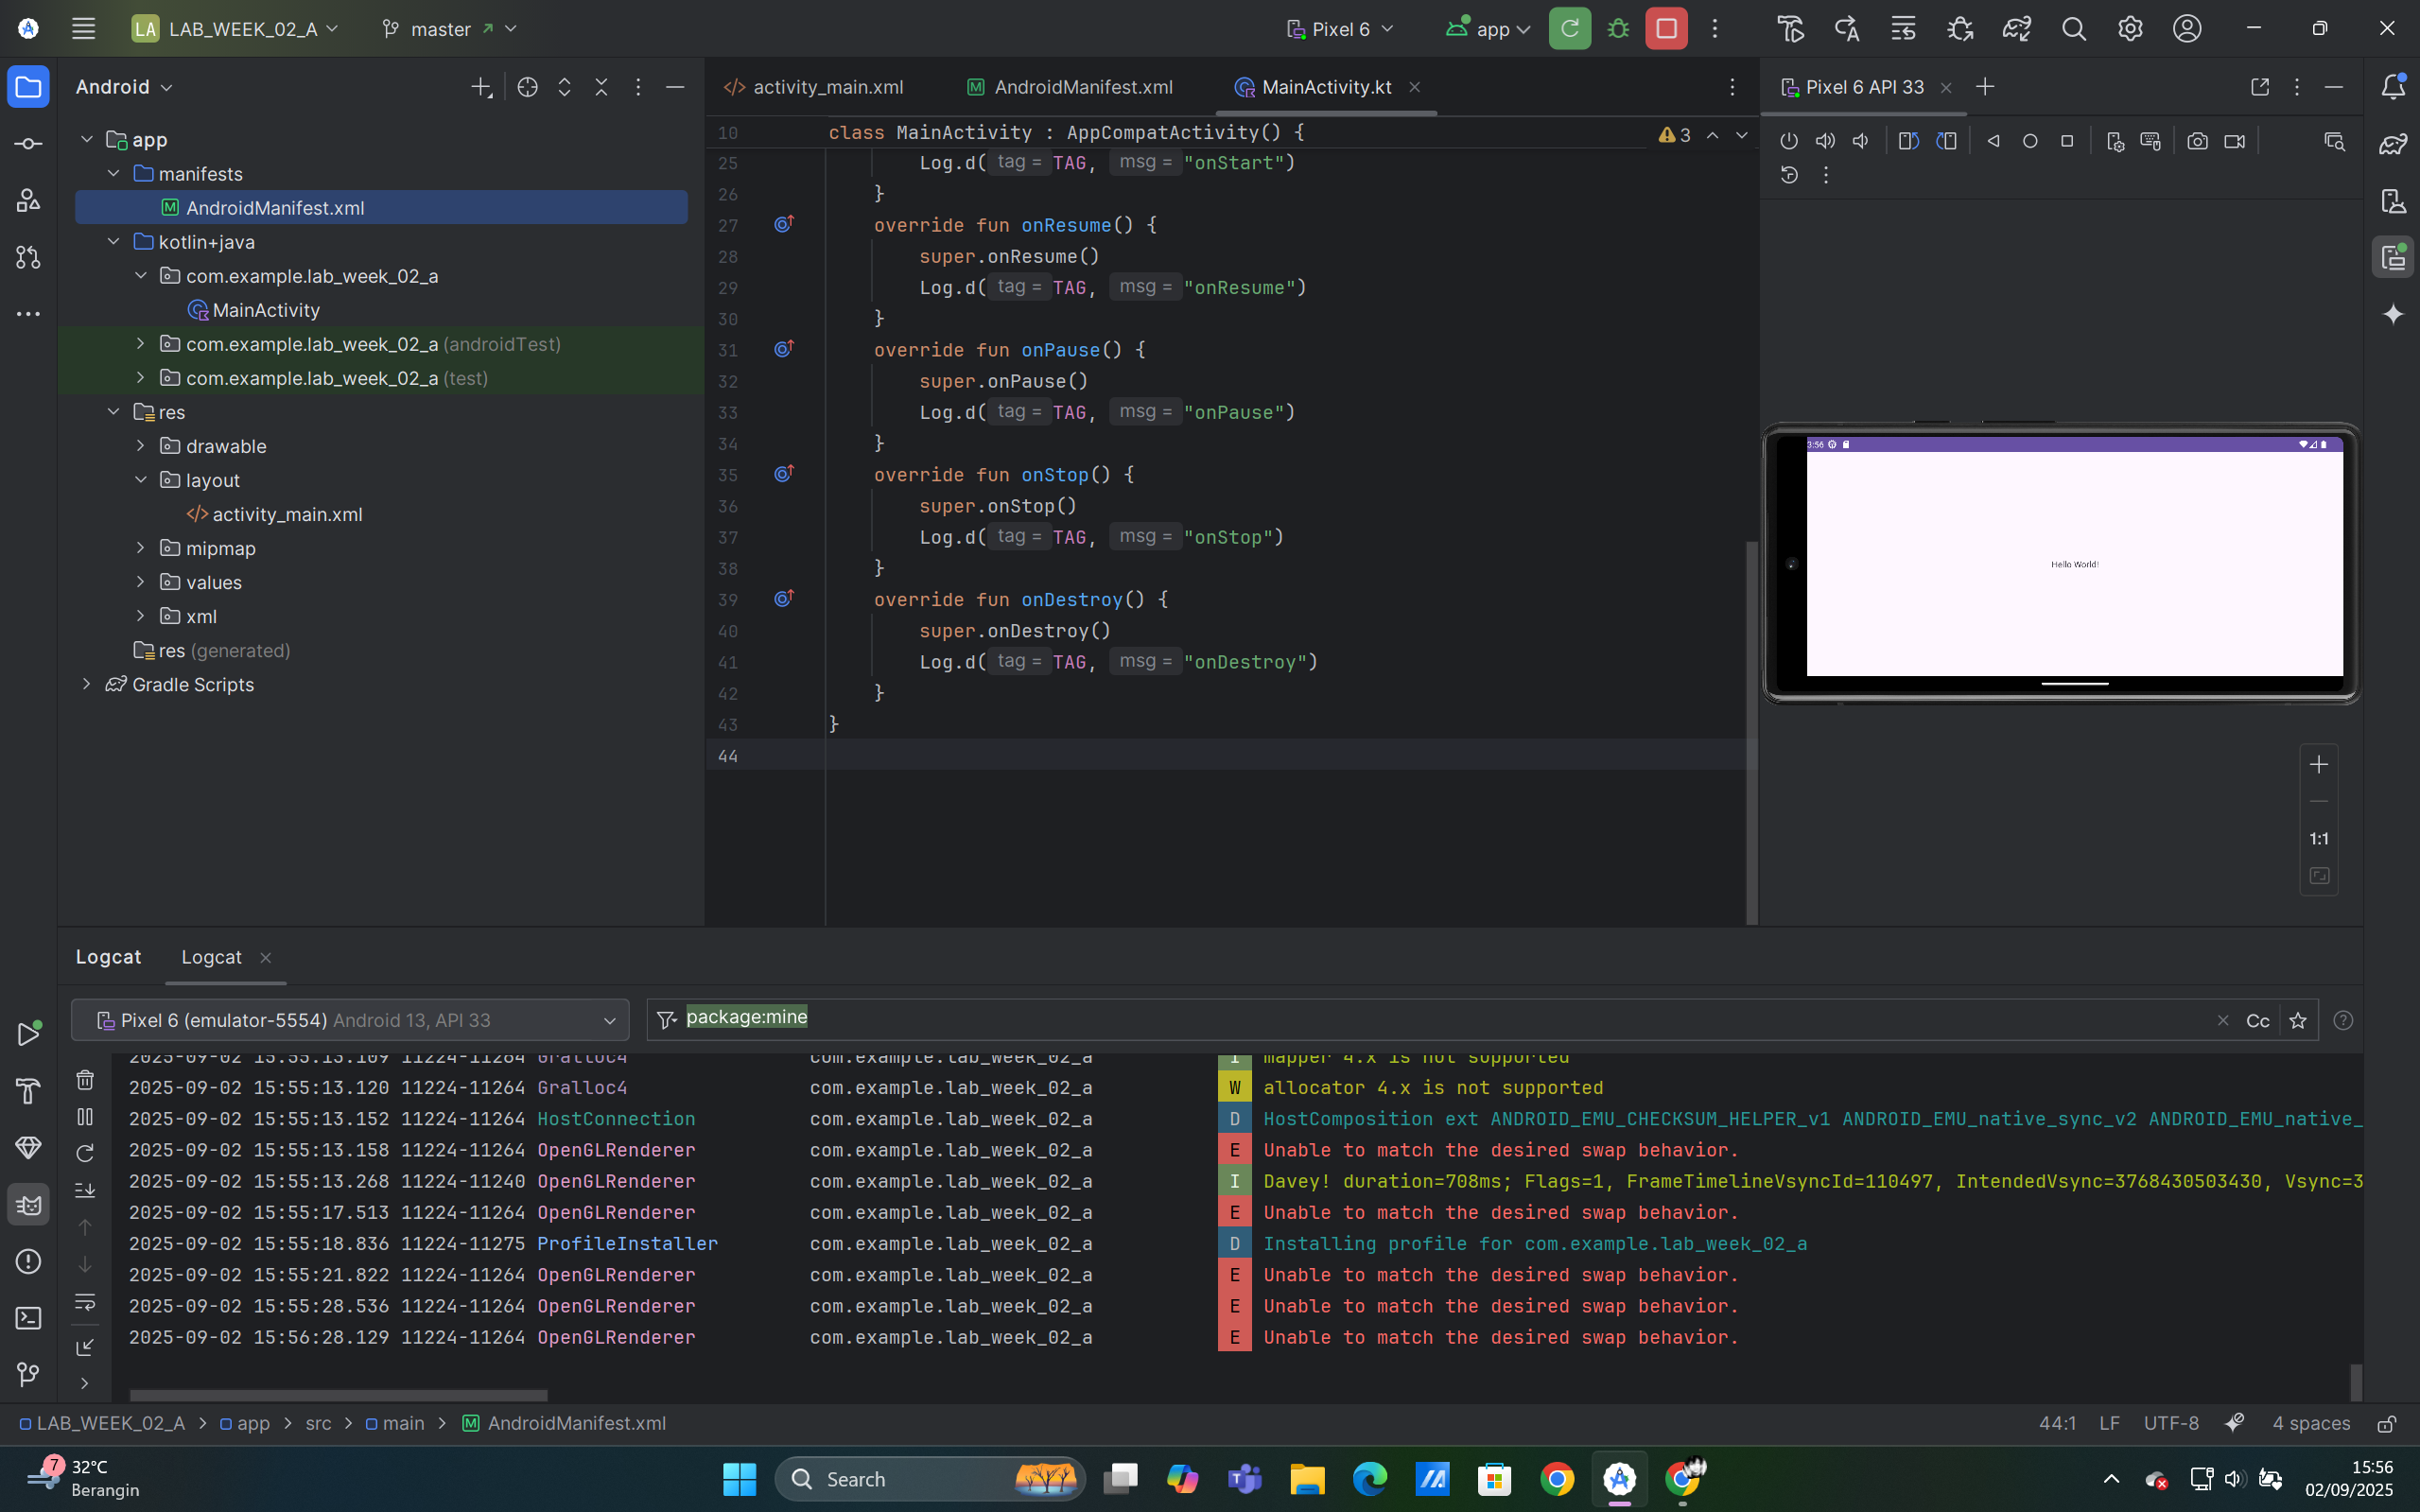 LA LAB_WEEK_02_A master Pixel 6 app
Android
app
manifests
AndroidManifest.xml
kotlin+java
com.example.lab_week_02_a
MainActivity
com.example.lab_week_02_a (androidTest)
com.example.lab_week_02_a (test)
res
drawable
layout
activity_main.xml
mipmap
values
xml
res (generated)
Gradle Scripts
activity_main.xml AndroidManifest.xml MainActivity.kt
10 class MainActivity : AppCompatActivity() { 3
25 Log.d( tag = TAG, msg = "onStart")
26 }
27 override fun onResume() {
28 super.onResume()
29 Log.d( tag = TAG, msg = "onResume")
30 }
31 override fun onPause() {
32 super.onPause()
33 Log.d( tag = TAG, msg = "onPause")
34 }
35 override fun onStop() {
36 super.onStop()
37 Log.d( tag = TAG, msg = "onStop")
38 }
39 override fun onDestroy() {
40 super.onDestroy()
41 Log.d( tag = TAG, msg = "onDestroy")
42 }
43 }
44
Pixel 6 API 33
3:56
Hello World!
1:1
Logcat Logcat
Pixel 6 (emulator-5554) Android 13, API 33 package:mine Cc
2025-09-02 15:55:13.109 11224-11264 Gralloc4 com.example.lab_week_02_a I mapper 4.x is not supported
2025-09-02 15:55:13.120 11224-11264 Gralloc4 com.example.lab_week_02_a W allocator 4.x is not supported
2025-09-02 15:55:13.152 11224-11264 HostConnection com.example.lab_week_02_a D HostComposition ext ANDROID_EMU_CHECKSUM_HELPER_v1 ANDROID_EMU_native_sync_v2 ANDROID_EMU_native_
2025-09-02 15:55:13.158 11224-11264 OpenGLRenderer com.example.lab_week_02_a E Unable to match the desired swap behavior.
2025-09-02 15:55:13.268 11224-11240 OpenGLRenderer com.example.lab_week_02_a I Davey! duration=708ms; Flags=1, FrameTimelineVsyncId=110497, IntendedVsync=3768430503430, Vsync=3
2025-09-02 15:55:17.513 11224-11264 OpenGLRenderer com.example.lab_week_02_a E Unable to match the desired swap behavior.
2025-09-02 15:55:18.836 11224-11275 ProfileInstaller com.example.lab_week_02_a D Installing profile for com.example.lab_week_02_a
2025-09-02 15:55:21.822 11224-11264 OpenGLRenderer com.example.lab_week_02_a E Unable to match the desired swap behavior.
2025-09-02 15:55:28.536 11224-11264 OpenGLRenderer com.example.lab_week_02_a E Unable to match the desired swap behavior.
2025-09-02 15:56:28.129 11224-11264 OpenGLRenderer com.example.lab_week_02_a E Unable to match the desired swap behavior.
LAB_WEEK_02_A > app > src > main > AndroidManifest.xml 44:1 LF UTF-8 4 spaces
7 32°C
Berangin
Search
15:56
02/09/2025